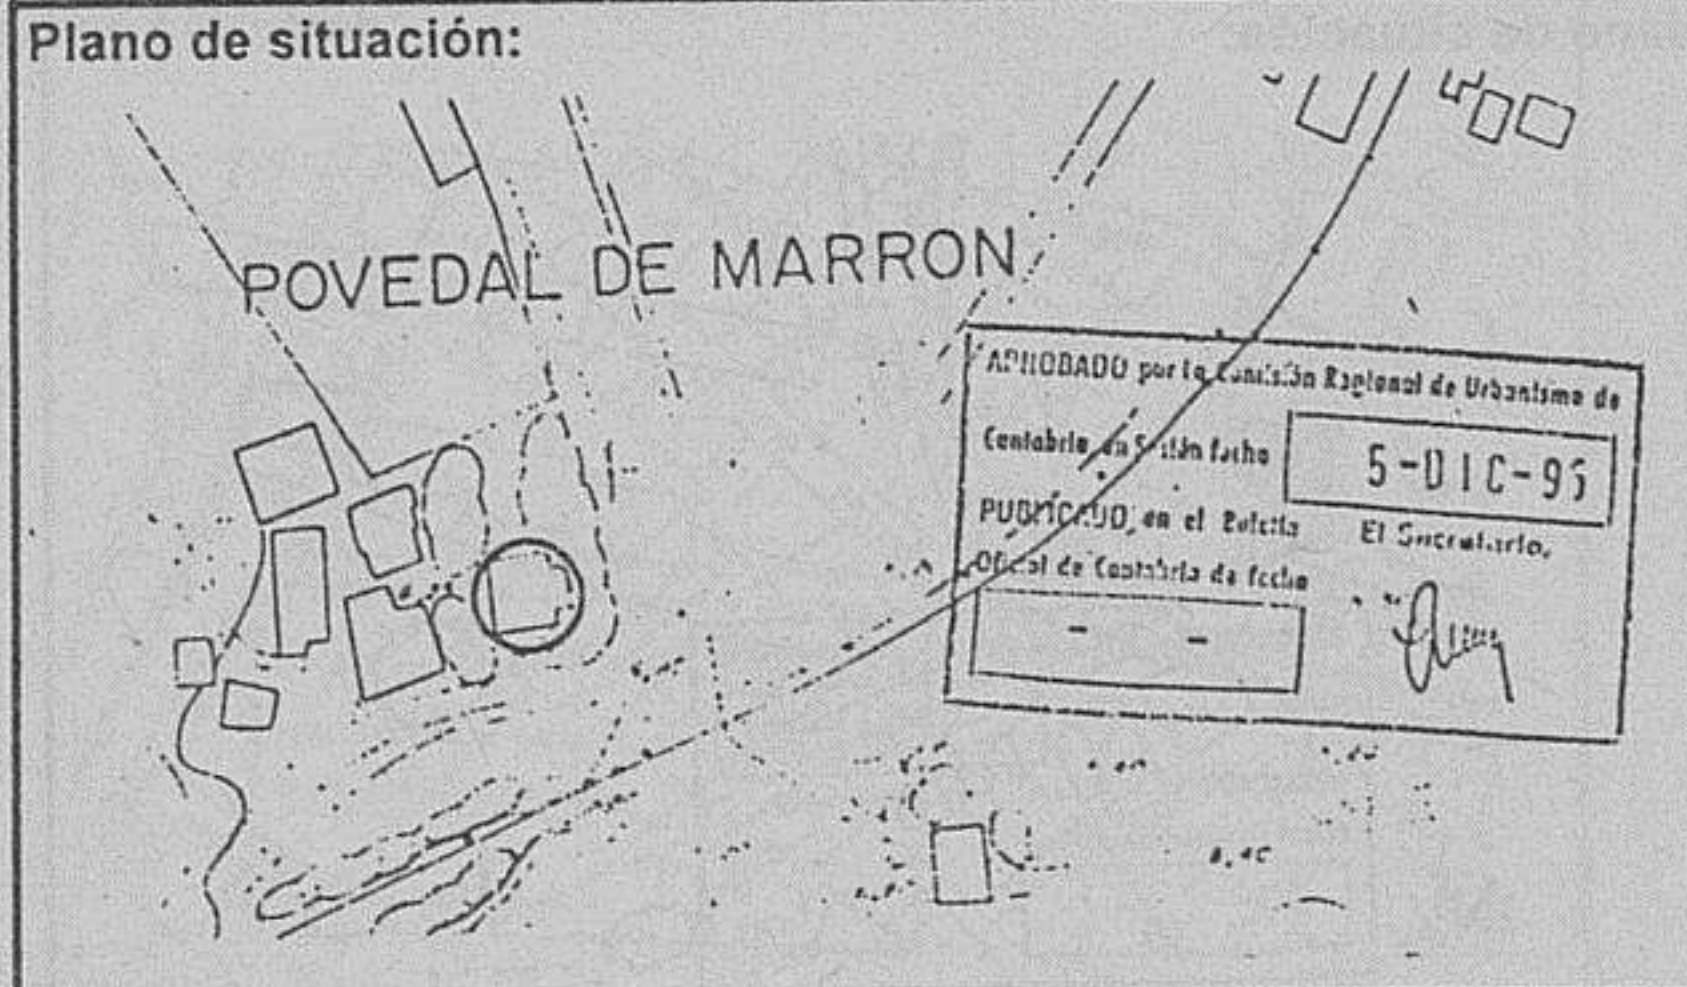 Plano de situación:
POVEDAL DE MARRON
APROBADO por la Comisión Regional de Urbanismo de
Cantabria en Sesión fecha
5-DIC-95
PUBLICADO en el Boletín
El Secretario,
Oficial de Cantabria de fecha
- -